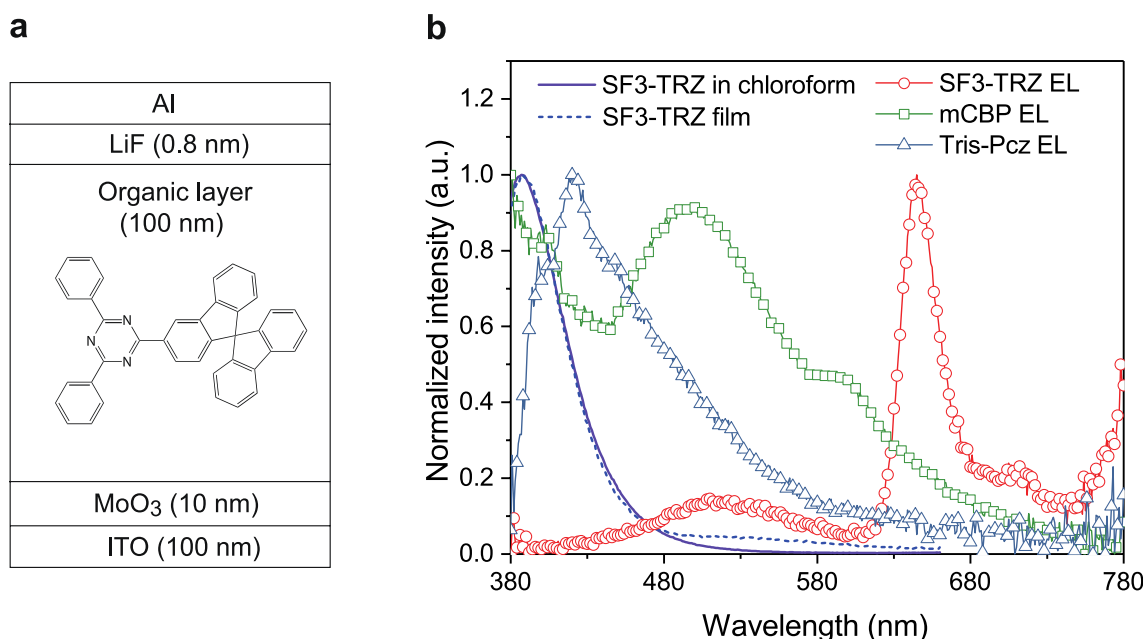 a
Al
LiF (0.8 nm)
Organic layer
(100 nm)
N
N
N
MoO₃ (10 nm)
ITO (100 nm)
b
SF3-TRZ in chloroform
SF3-TRZ film
SF3-TRZ EL
mCBP EL
Tris-Pcz EL
Normalized intensity (a.u.)
1.0
0.8
0.6
0.4
0.2
0.0
380
480
580
680
780
Wavelength (nm)